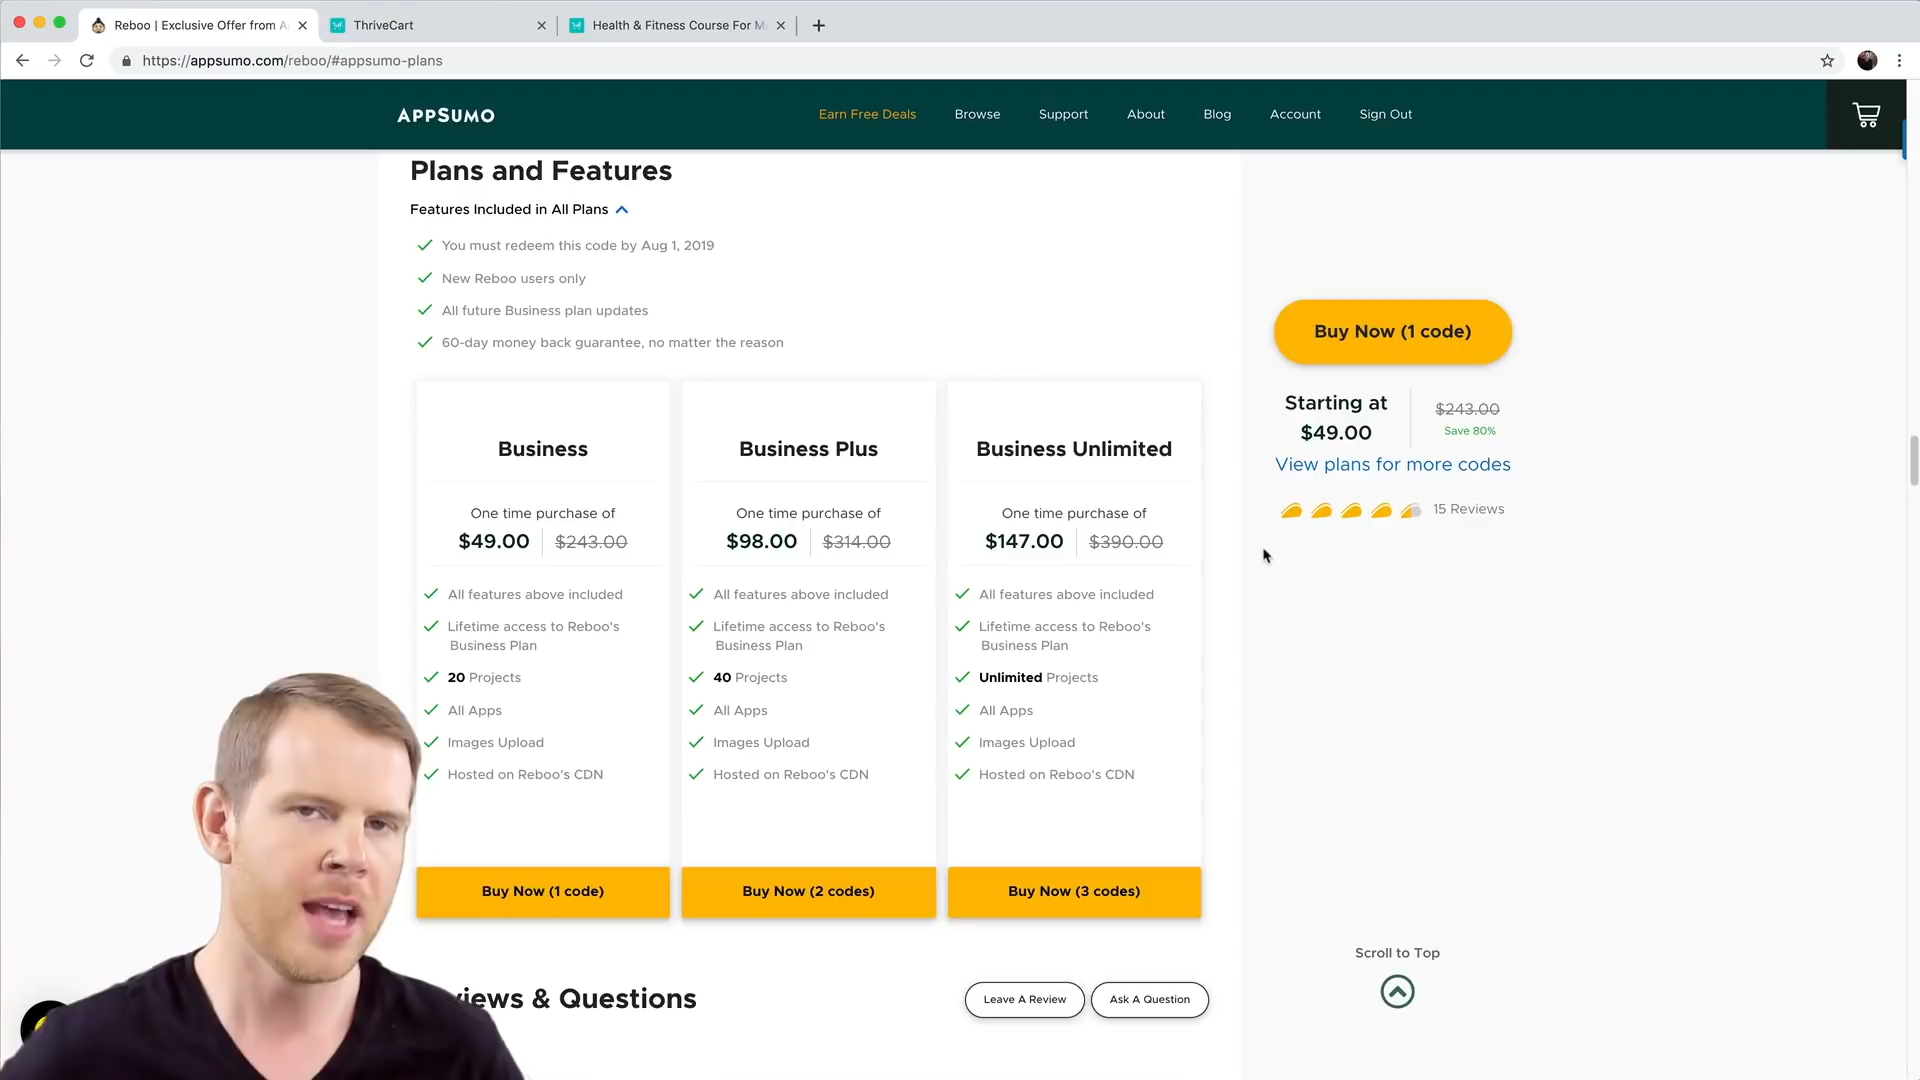 Reboo | Exclusive Offer from A
ThriveCart
Health & Fitness Course For M
https://appsumo.com/reboo/#appsumo-plans
APPSUMO
Earn Free Deals
Browse
Support
About
Blog
Account
Sign Out
Plans and Features
Features Included in All Plans
You must redeem this code by Aug 1, 2019
New Reboo users only
All future Business plan updates
60-day money back guarantee, no matter the reason
Business
One time purchase of
$49.00 $243.00
All features above included
Lifetime access to Reboo's
Business Plan
20 Projects
All Apps
Images Upload
Hosted on Reboo's CDN
Buy Now (1 code)
Business Plus
One time purchase of
$98.00 $314.00
All features above included
Lifetime access to Reboo's
Business Plan
40 Projects
All Apps
Images Upload
Hosted on Reboo's CDN
Buy Now (2 codes)
Business Unlimited
One time purchase of
$147.00 $390.00
All features above included
Lifetime access to Reboo's
Business Plan
Unlimited Projects
All Apps
Images Upload
Hosted on Reboo's CDN
Buy Now (3 codes)
Buy Now (1 code)
Starting at
$49.00
$243.00
Save 80%
View plans for more codes
15 Reviews
iews & Questions
Leave A Review
Ask A Question
Scroll to Top